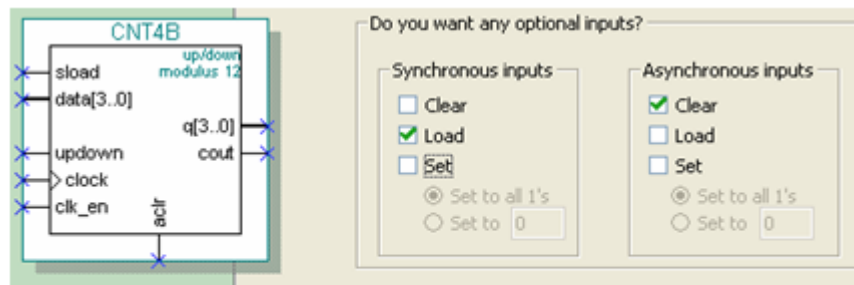 CNT4B
up/down
modulus 12
sload
data[3..0]
q[3..0]
updown
cout
clock
clk_en
aclr
Do you want any optional inputs?
Synchronous inputs
Clear
Load
Set
Set to all 1's
Set to 0
Asynchronous inputs
Clear
Load
Set
Set to all 1's
Set to 0